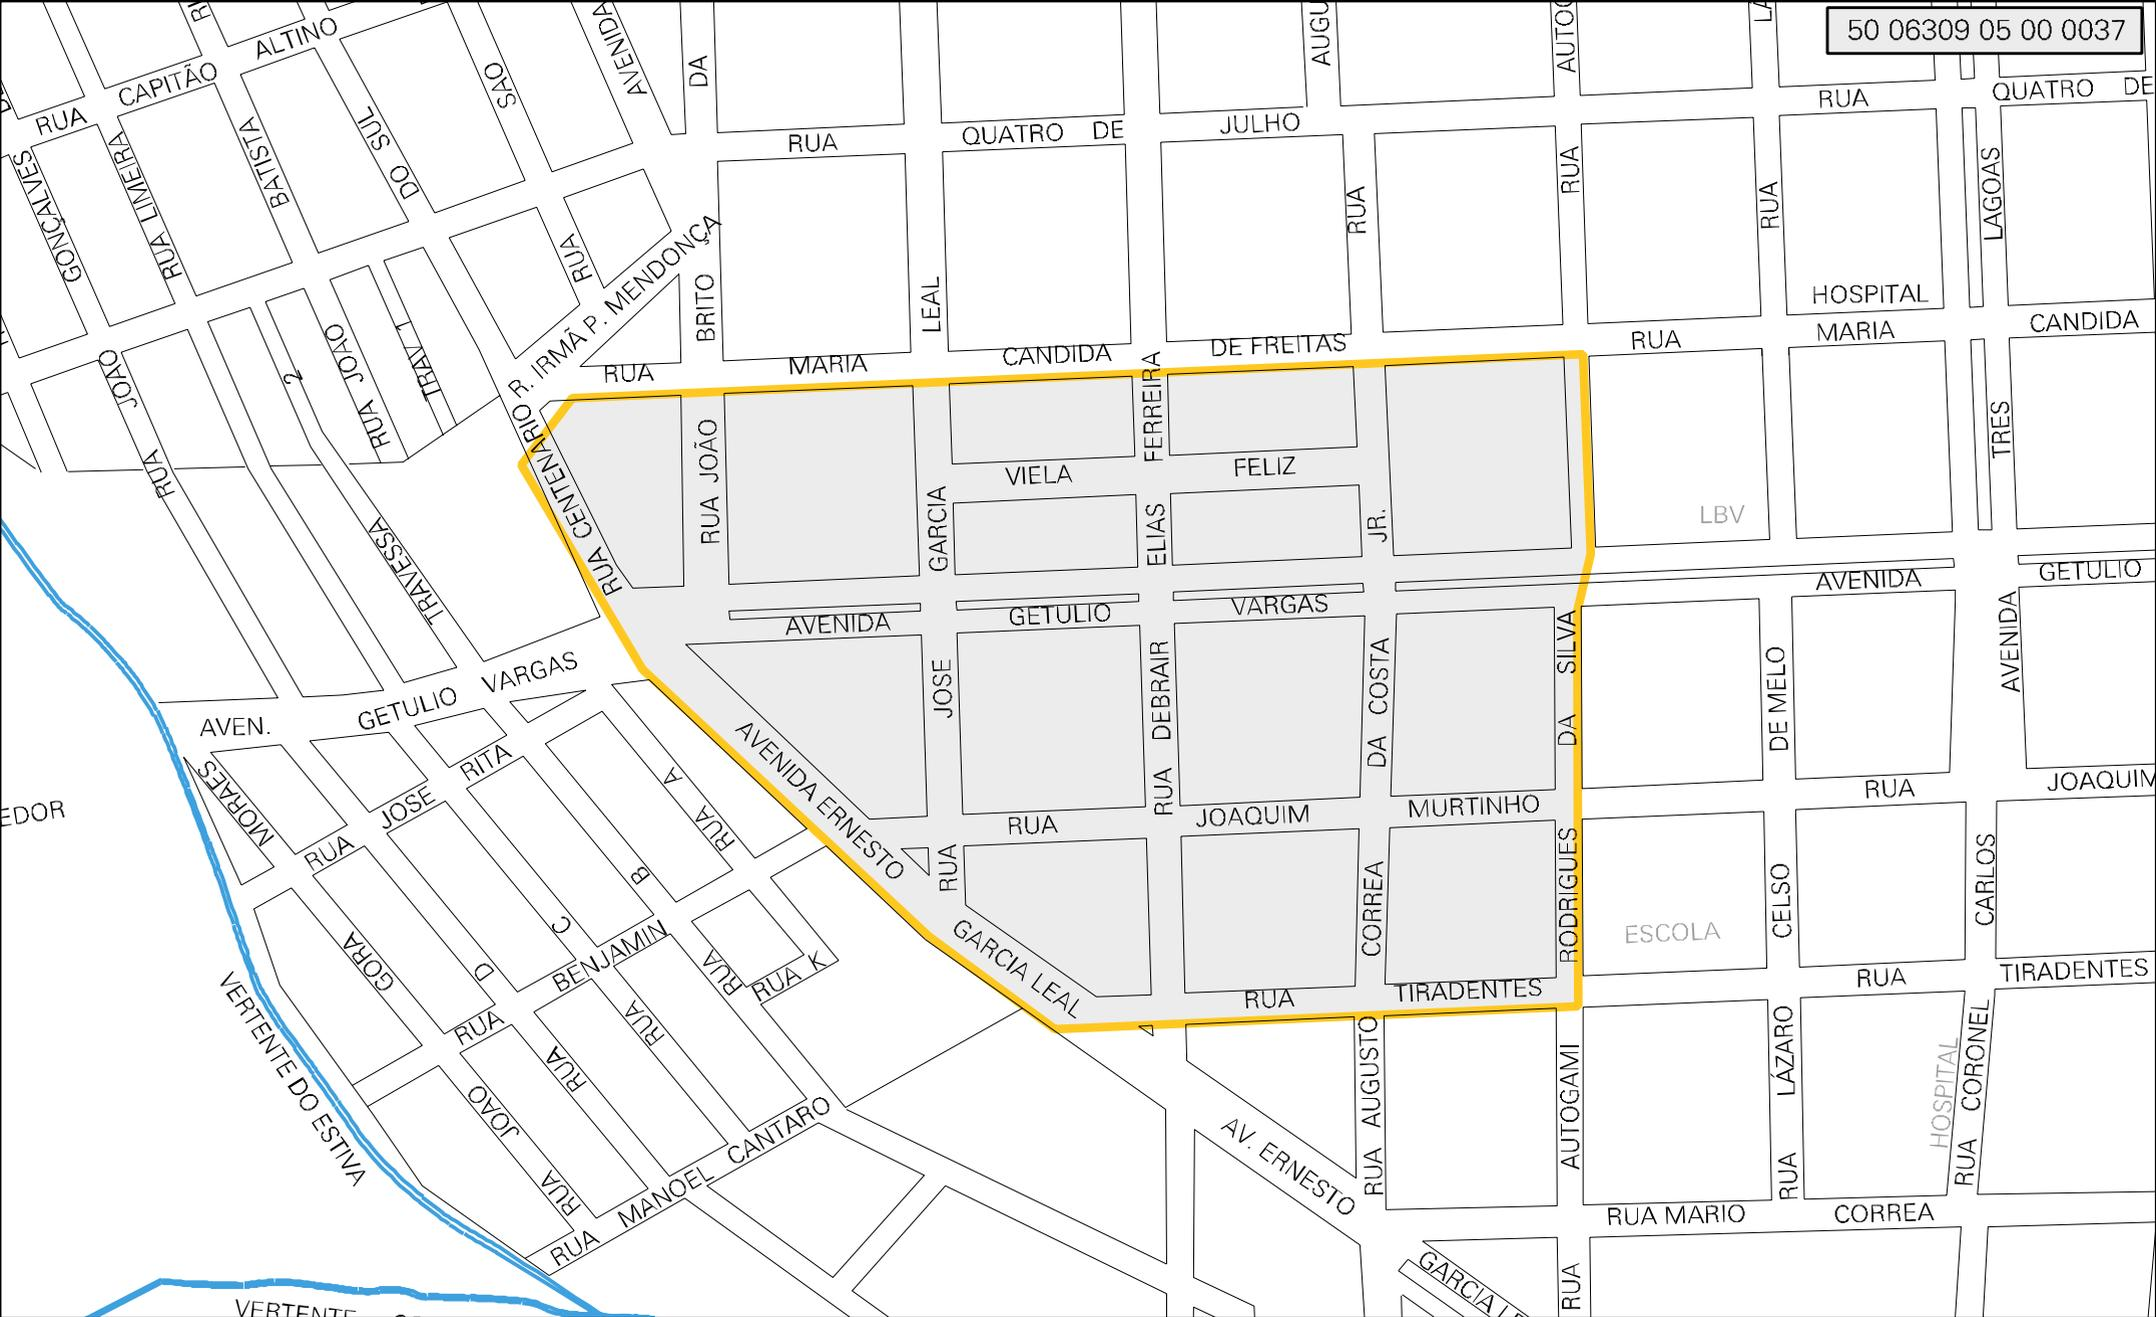 50 06309 05 00 0037
ALTINO
CAPITÃO
RUA
AVENIDA
DA
SAO
BATISTA
DO SUL
RUA LIMEIRA
GONÇALVES
RUA
QUATRO DE
JULHO
RUA
QUATRO DE
AUGU
RUA
RUA
RUA
LAGOAS
RUA
R. IRMÃ P. MENDONÇA
BRITO
LEAL
HOSPITAL
RUA
MARIA
CANDIDA
DE FREITAS
RUA
MARIA
CANDIDA
JOAO
RUA
2
RUA JOAO
TRAV. 1
RUA CENTENARIO
RUA JOÃO
FERREIRA
VIELA
FELIZ
GARCIA
ELIAS
JR.
LBV
TRES
TRAVESSA
AVENIDA
GETULIO
VARGAS
AVENIDA
GETULIO
AVENIDA
AVEN.
GETULIO
VARGAS
JOSE
RUA DEBRAIR
DA COSTA
DA SILVA
DE MELO
MORAES
RUA
JOSE
RITA
RUA A
AVENIDA ERNESTO
GARCIA LEAL
EDOR
RUA
JOAQUIM
MURTINHO
RUA
JOAQUIM
RUA
CORREA
RODRIGUES
ESCOLA
CELSO
CARLOS
B
C
D
GORA
RUA
BENJAMIN
RUA
RUA K
RUA
RUA
JOAO
RUA
VERTENTE DO ESTIVA
RUA
TIRADENTES
RUA
TIRADENTES
RUA AUGUSTO
AUTOGAMI
RUA LÁZARO
HOSPITAL
RUA CORONEL
RUA
MANOEL
CANTARO
AV. ERNESTO
RUA MARIO
CORREA
GARCIA LE
RUA
VERTENTE